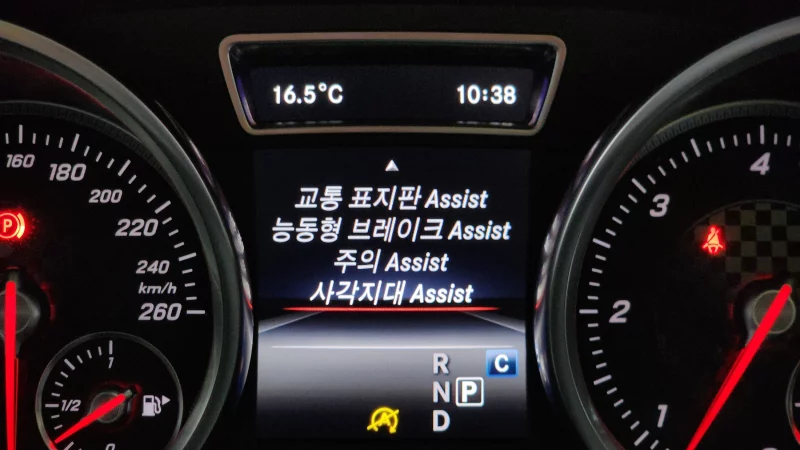 16.5°C 10:38
교통 표지판 Assist
능동형 브레이크 Assist
주의 Assist
사각지대 Assist
R C
N P
D
160
180
200
220
240
km/h
260
P
1
1/2
0
4
3
2
1